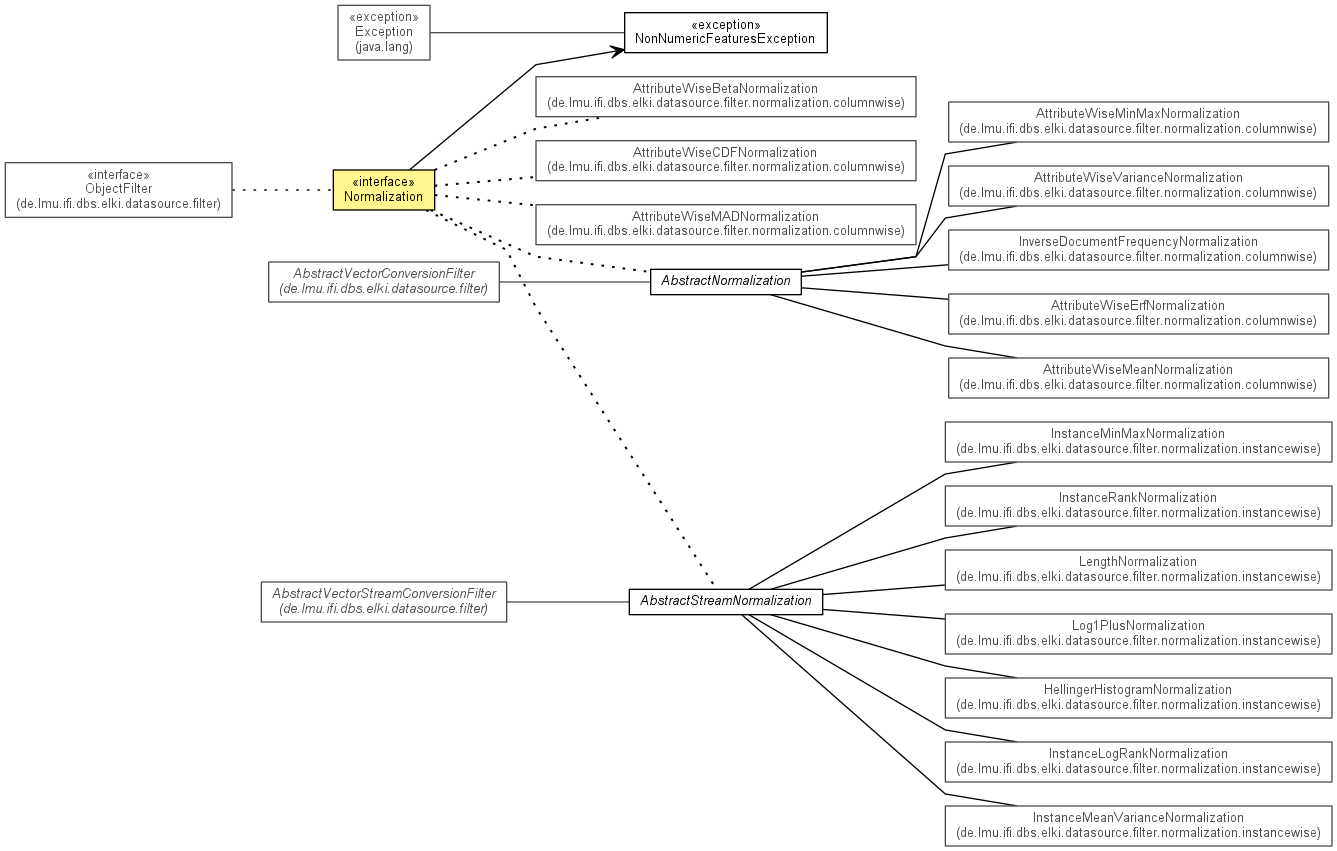 «exception»
Exception
(java.lang)
«exception»
NonNumericFeaturesException
AttributeWiseBetaNormalization
(de.lmu.ifi.dbs.elki.datasource.filter.normalization.columnwise)
AttributeWiseCDFNormalization
(de.lmu.ifi.dbs.elki.datasource.filter.normalization.columnwise)
AttributeWiseMADNormalization
(de.lmu.ifi.dbs.elki.datasource.filter.normalization.columnwise)
«interface»
ObjectFilter
(de.lmu.ifi.dbs.elki.datasource.filter)
«interface»
Normalization
AbstractVectorConversionFilter
(de.lmu.ifi.dbs.elki.datasource.filter)
AbstractNormalization
AttributeWiseMinMaxNormalization
(de.lmu.ifi.dbs.elki.datasource.filter.normalization.columnwise)
AttributeWiseVarianceNormalization
(de.lmu.ifi.dbs.elki.datasource.filter.normalization.columnwise)
InverseDocumentFrequencyNormalization
(de.lmu.ifi.dbs.elki.datasource.filter.normalization.columnwise)
AttributeWiseErfNormalization
(de.lmu.ifi.dbs.elki.datasource.filter.normalization.columnwise)
AttributeWiseMeanNormalization
(de.lmu.ifi.dbs.elki.datasource.filter.normalization.columnwise)
AbstractVectorStreamConversionFilter
(de.lmu.ifi.dbs.elki.datasource.filter)
AbstractStreamNormalization
InstanceMinMaxNormalization
(de.lmu.ifi.dbs.elki.datasource.filter.normalization.instancewise)
InstanceRankNormalization
(de.lmu.ifi.dbs.elki.datasource.filter.normalization.instancewise)
LengthNormalization
(de.lmu.ifi.dbs.elki.datasource.filter.normalization.instancewise)
Log1PlusNormalization
(de.lmu.ifi.dbs.elki.datasource.filter.normalization.instancewise)
HellingerHistogramNormalization
(de.lmu.ifi.dbs.elki.datasource.filter.normalization.instancewise)
InstanceLogRankNormalization
(de.lmu.ifi.dbs.elki.datasource.filter.normalization.instancewise)
InstanceMeanVarianceNormalization
(de.lmu.ifi.dbs.elki.datasource.filter.normalization.instancewise)